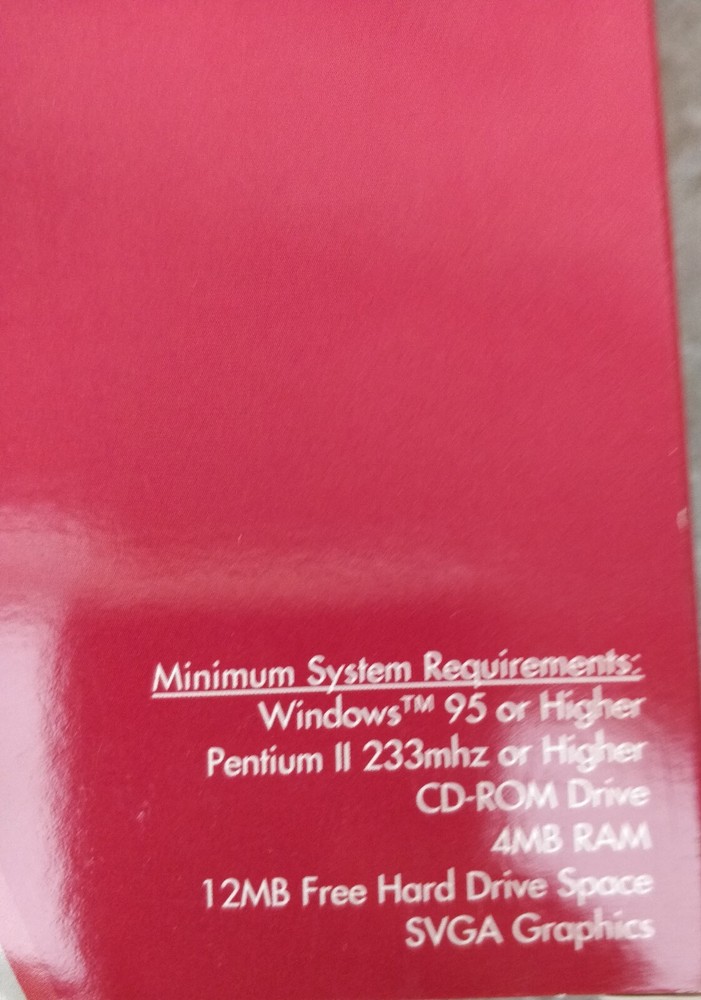 Minimum System Requirements:
Windows™ 95 or Higher
Pentium II 233mhz or Higher
CD-ROM Drive
4MB RAM
12MB Free Hard Drive Space
SVGA Graphics